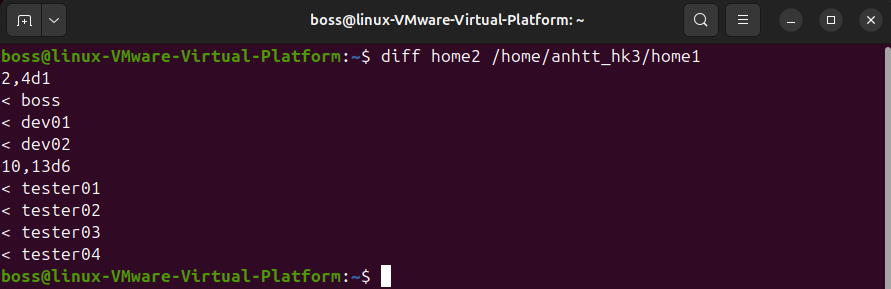 boss@linux-VMware-Virtual-Platform: ~
boss@linux-VMware-Virtual-Platform:~$ diff home2 /home/anhtt_hk3/home1
2,4d1
< boss
< dev01
< dev02
10,13d6
< tester01
< tester02
< tester03
< tester04
boss@linux-VMware-Virtual-Platform:~$